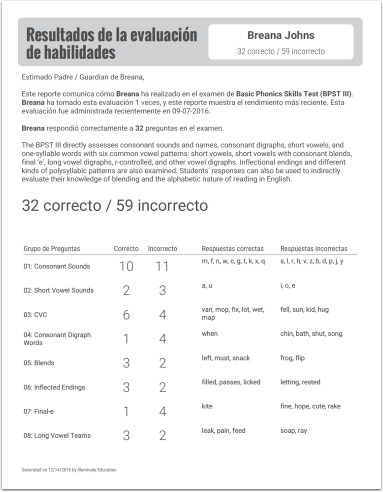 Resultados de la evaluación
de habilidades
Breana Johns
32 correcto / 59 incorrecto
Estimado Padre / Guardian de Breana,
Este reporte comunica cómo Breana ha realizado en el examen de Basic Phonics Skills Test (BPST III).
Breana ha tomado esta evaluación 1 veces, y este reporte muestra el rendimiento más reciente. Esta
evaluación fue administrada recientemente en 09-07-2016.
Breana respondió correctamente a 32 preguntas en el examen.
The BPST III directly assesses consonant sounds and names, consonant digraphs, short vowels, and
one-syllable words with six common vowel patterns: short vowels, short vowels with consonant blends,
final 'e', long vowel digraphs, r-controlled, and other vowel digraphs. Inflectional endings and different
kinds of polysyllabic patterns are also examined. Students' responses can also be used to indirectly
evaluate their knowledge of blending and the alphabetic nature of reading in English.
32 correcto / 59 incorrecto
Grupo de Preguntas Correcto Incorrecto Respuestas correctas Respuestas incorrectas
01: Consonant Sounds 10 11 m, f, n, w, c, g, t, k, x, q s, l, r, h, v, z, b, d, p, j, y
02: Short Vowel Sounds 2 3 a, u i, o, e
03: CVC 6 4 van, mop, fix, lot, wet, fell, sun, kid, hug
map
04: Consonant Digraph 1 4 when chin, bath, shut, song
Words
05: Blends 3 2 left, must, snack frog, flip
06: Inflected Endings 3 2 filled, passes, licked letting, rested
07: Final-e 1 4 kite fine, hope, cute, rake
08: Long Vowel Teams 3 2 leak, pain, feed soap, ray
Generated on 12/14/2016 by Illuminate Education